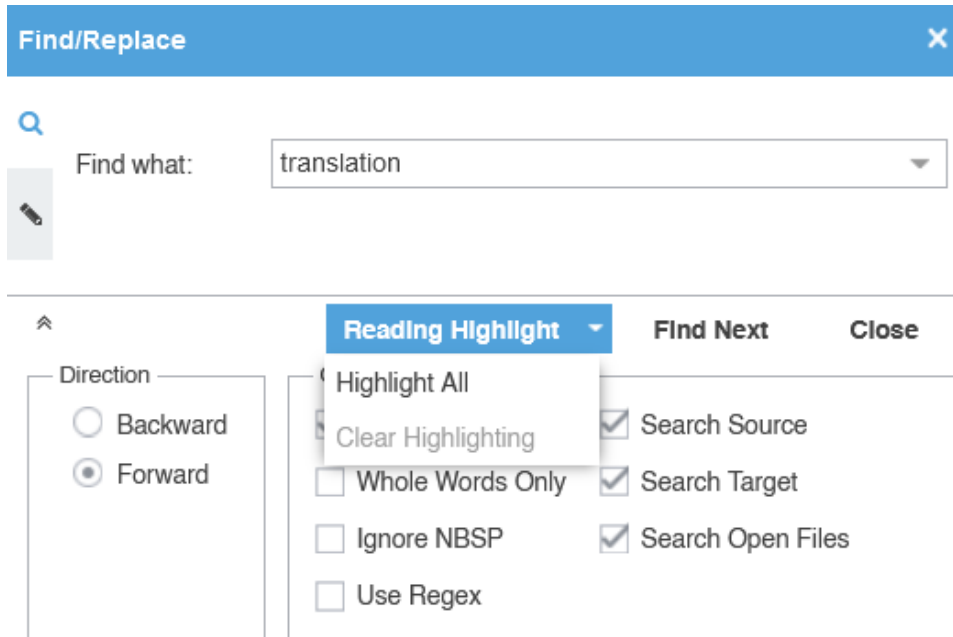 Find/Replace
Find what: translation
Reading Highlight Find Next Close
Highlight All
Clear Highlighting
Direction
Backward
Forward
Search Source
Whole Words Only Search Target
Ignore NBSP Search Open Files
Use Regex